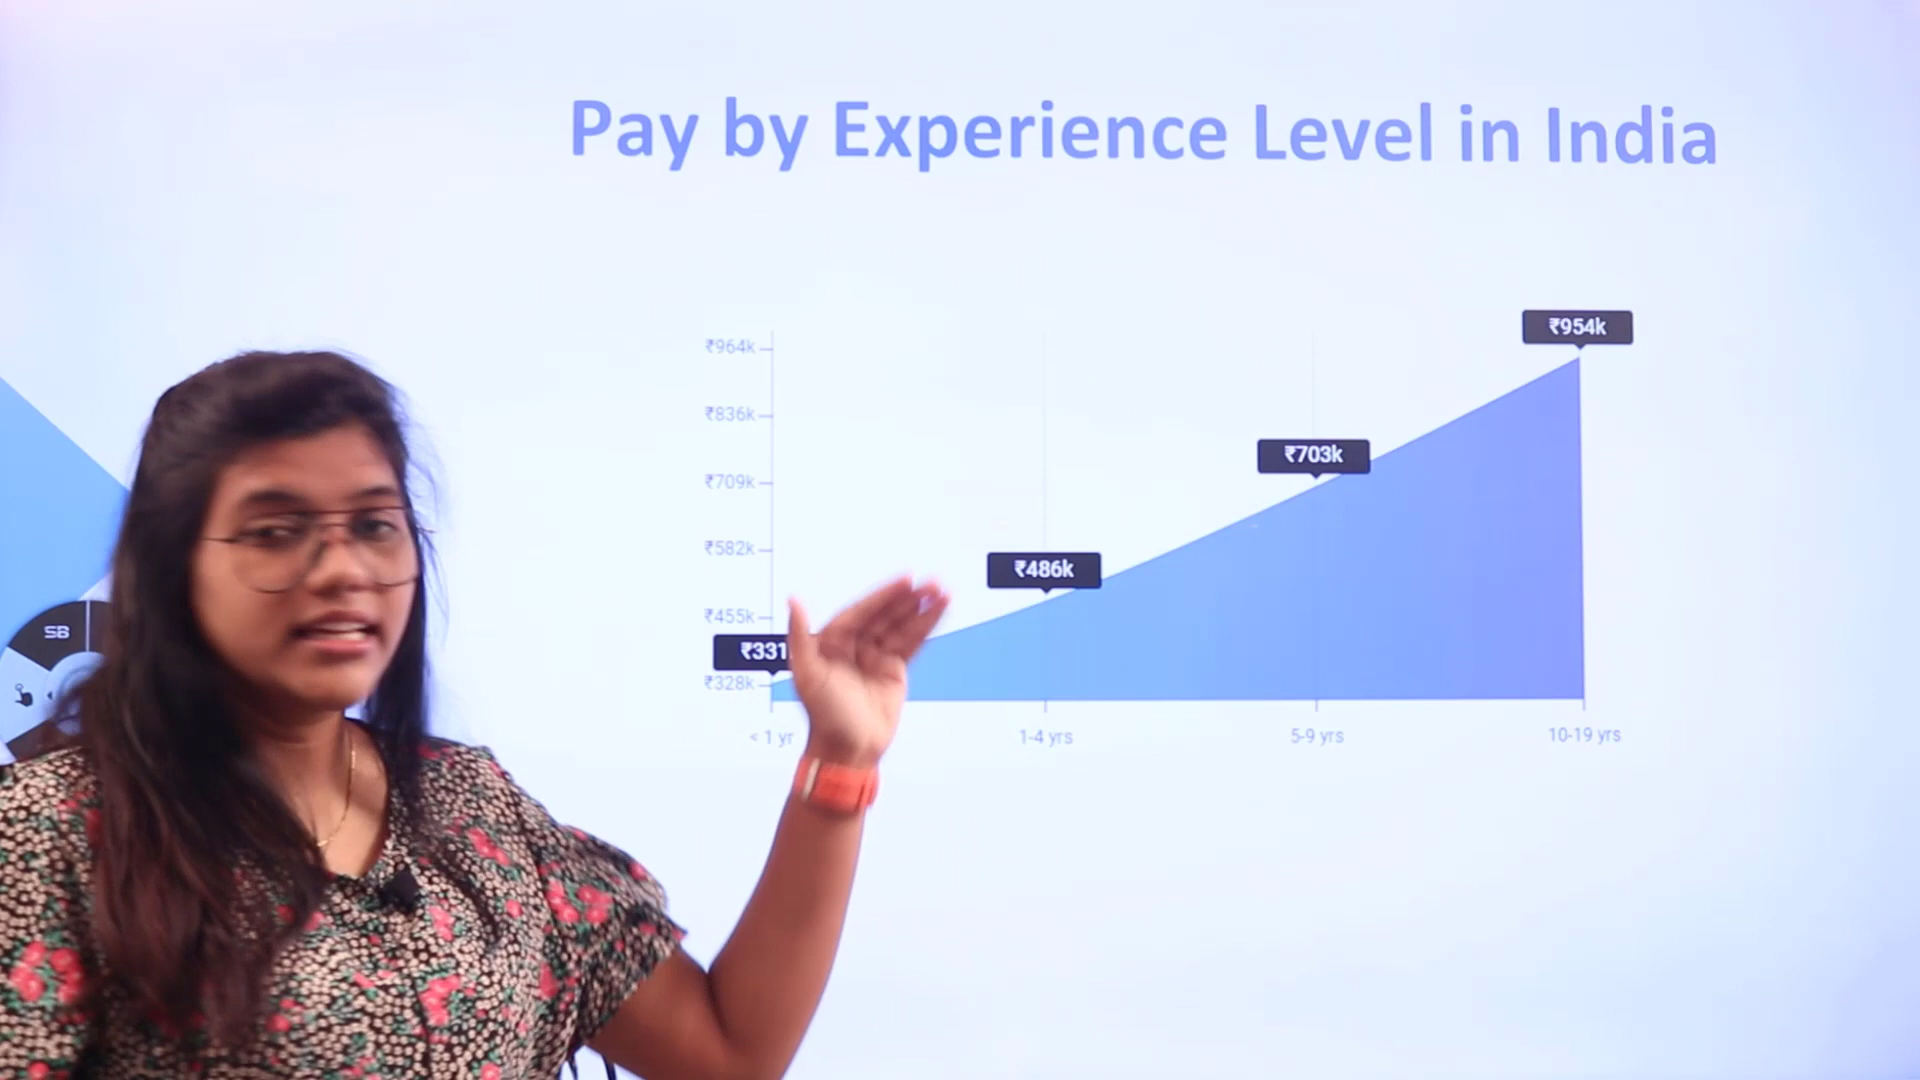 Pay by Experience Level in India
₹954k
₹964k
₹836k
₹703k
₹709k
₹582k
₹486k
₹455k
₹331
₹328k
< 1 yr
1-4 yrs
5-9 yrs
10-19 yrs
SB